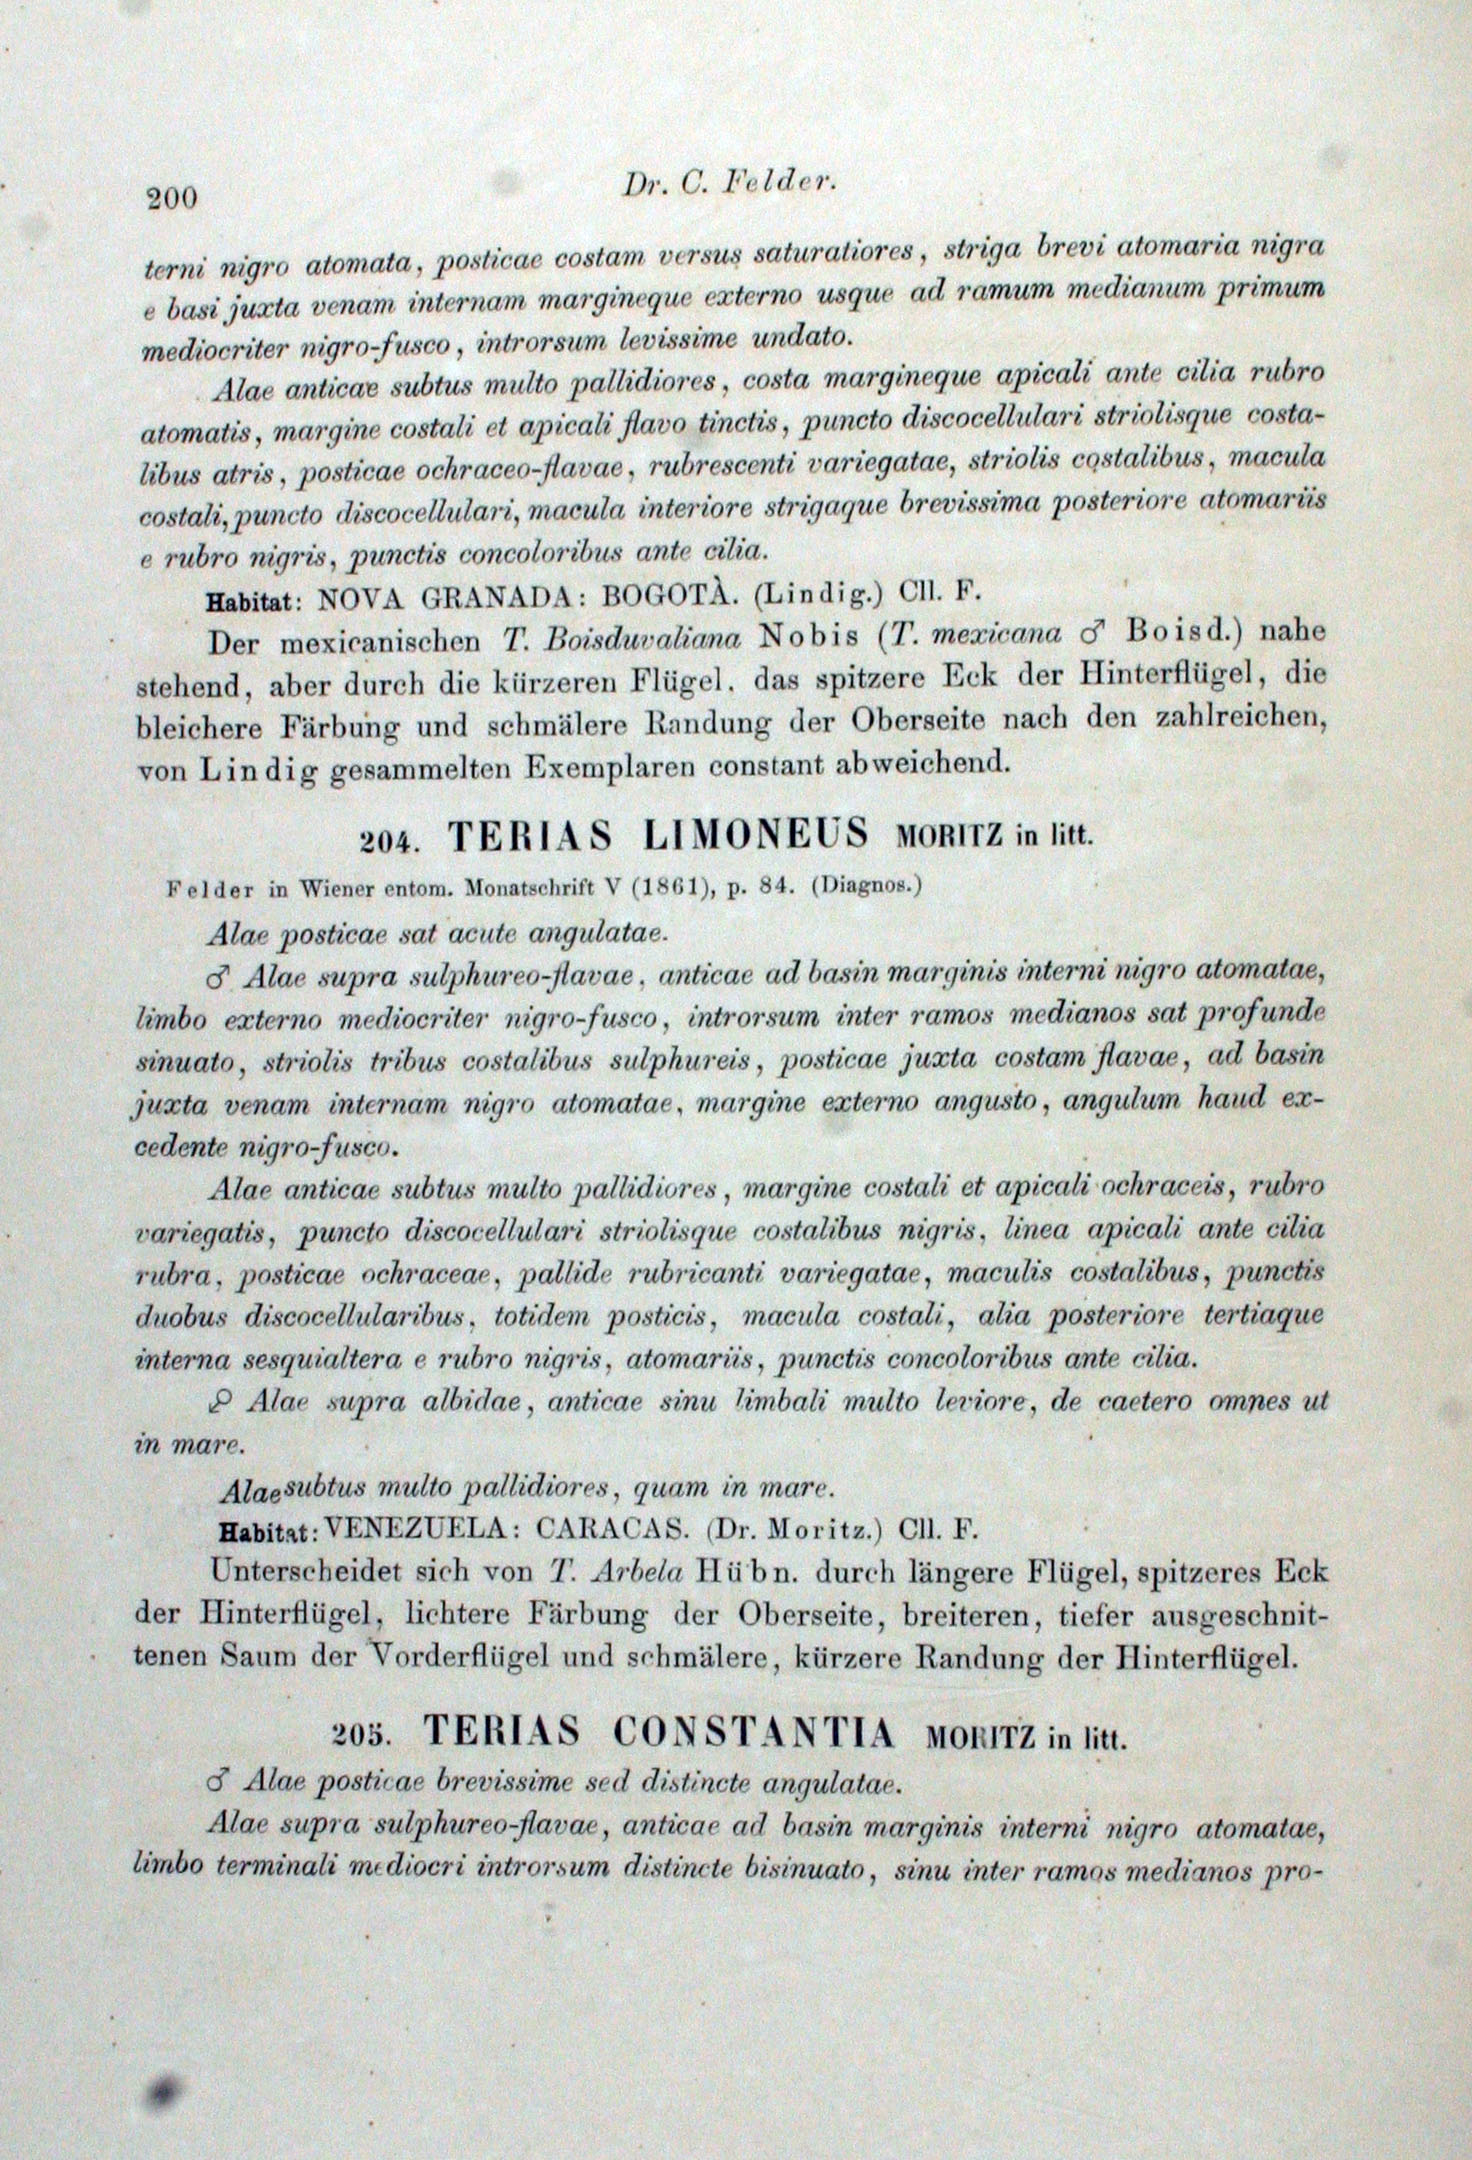 200
Dr. C. Felder.
terni nigro atomata, posticae costam versus saturatiores, striga brevi atomaria nigra
e basi juxta venam internam margineque externo usque ad ramum medianum primum
mediocriter nigro-fusco, introrsum levissime undato.
Alae anticae subtus multo pallidiores, costa margineque apicali ante cilia rubro
atomatis, margine costali et apicali flavo tinctis, puncto discocellulari striolisque costa-
libus atris, posticae ochraceo-flavae, rubrescenti variegatae, striolis costalibus, macula
costali, puncto discocellulari, macula interiore strigaque brevissima posteriore atomariis
e rubro nigris, punctis concoloribus ante cilia.
Habitat: NOVA GRANADA: BOGOTÀ. (Lindig.) Cll. F.
Der mexicanischen T. Boisduvaliana Nobis (T. mexicana ♂ Boisd.) nahe
stehend, aber durch die kürzeren Flügel. das spitzere Eck der Hinterflügel, die
bleichere Färbung und schmälere Randung der Oberseite nach den zahlreichen,
von Lindig gesammelten Exemplaren constant abweichend.
204. TERIAS LIMONEUS MORITZ in litt.
Felder in Wiener entom. Monatschrift V (1861), p. 84. (Diagnos.)
Alae posticae sat acute angulatae.
♂ Alae supra sulphureo-flavae, anticae ad basin marginis interni nigro atomatae,
limbo externo mediocriter nigro-fusco, introrsum inter ramos medianos sat profunde
sinuato, striolis tribus costalibus sulphureis, posticae juxta costam flavae, ad basin
juxta venam internam nigro atomatae, margine externo angusto, angulum haud ex-
cedente nigro-fusco.
Alae anticae subtus multo pallidiores, margine costali et apicali ochraceis, rubro
variegatis, puncto discocellulari striolisque costalibus nigris, linea apicali ante cilia
rubra, posticae ochraceae, pallide rubricanti variegatae, maculis costalibus, punctis
duobus discocellularibus, totidem posticis, macula costali, alia posteriore tertiaque
interna sesquialtera e rubro nigris, atomariis, punctis concoloribus ante cilia.
♀ Alae supra albidae, anticae sinu limbali multo leviore, de caetero omnes ut
in mare.
Alae subtus multo pallidiores, quam in mare.
Habitat: VENEZUELA: CARACAS. (Dr. Moritz.) Cll. F.
Unterscheidet sich von T. Arbela Hübn. durch längere Flügel, spitzeres Eck
der Hinterflügel, lichtere Färbung der Oberseite, breiteren, tiefer ausgeschnit-
tenen Saum der Vorderflügel und schmälere, kürzere Randung der Hinterflügel.
205. TERIAS CONSTANTIA MORITZ in litt.
♂ Alae posticae brevissime sed distincte angulatae.
Alae supra sulphureo-flavae, anticae ad basin marginis interni nigro atomatae,
limbo terminali mediocri introrsum distincte bisinuato, sinu inter ramos medianos pro-